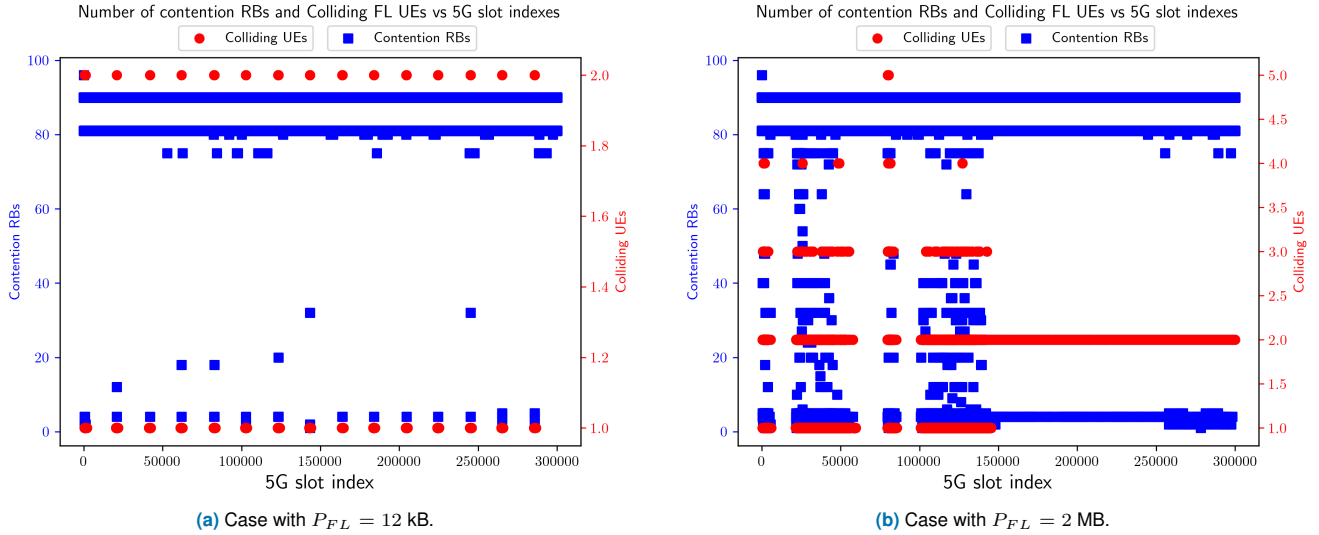 Number of contention RBs and Colliding FL UEs vs 5G slot indexes
Colliding UEs
Contention RBs
100
80
60
40
20
0
Contention RBs
2.0
1.8
1.6
1.4
1.2
1.0
Colliding UEs
0
50000
100000
150000
200000
250000
300000
5G slot index
(a) Case with P_{FL} = 12 kB.
Number of contention RBs and Colliding FL UEs vs 5G slot indexes
Colliding UEs
Contention RBs
100
80
60
40
20
0
Contention RBs
5.0
4.5
4.0
3.5
3.0
2.5
2.0
1.5
1.0
Colliding UEs
0
50000
100000
150000
200000
250000
300000
5G slot index
(b) Case with P_{FL} = 2 MB.